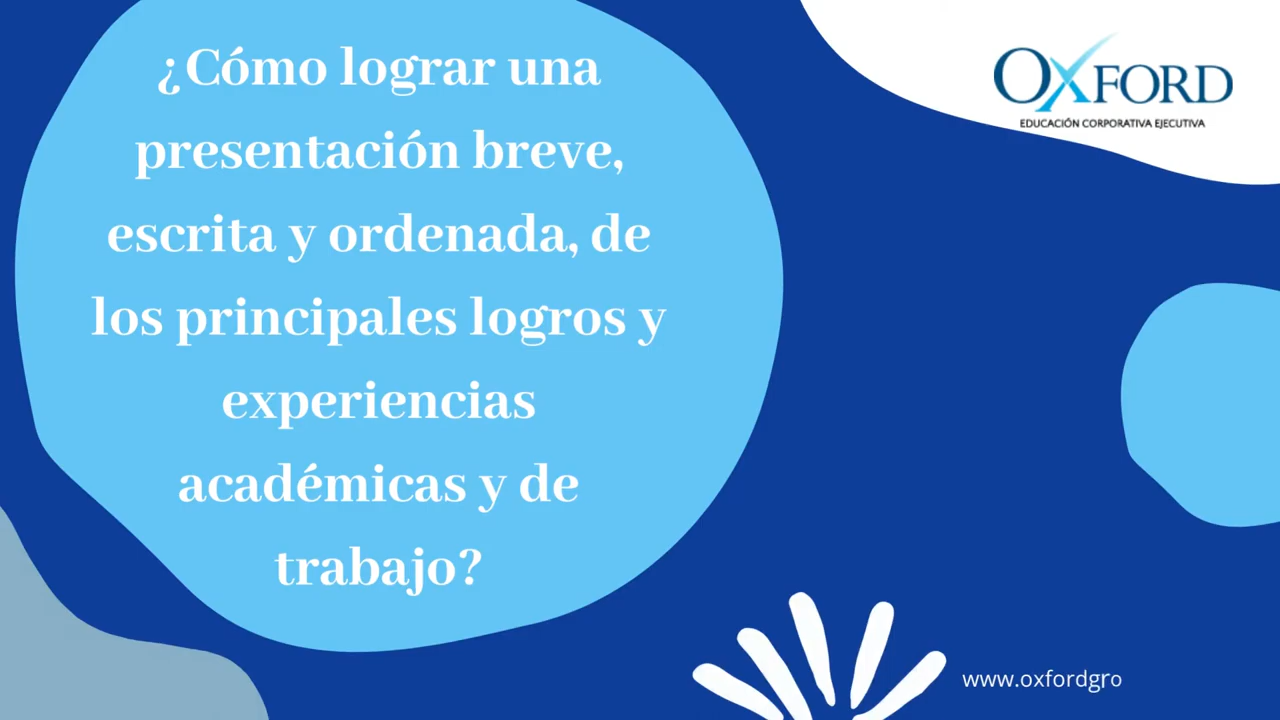 ¿Cómo lograr una
presentación breve,
escrita y ordenada, de
los principales logros y
experiencias
académicas y de
trabajo?
OXFORD
EDUCACIÓN CORPORATIVA EJECUTIVA
www.oxfordgro